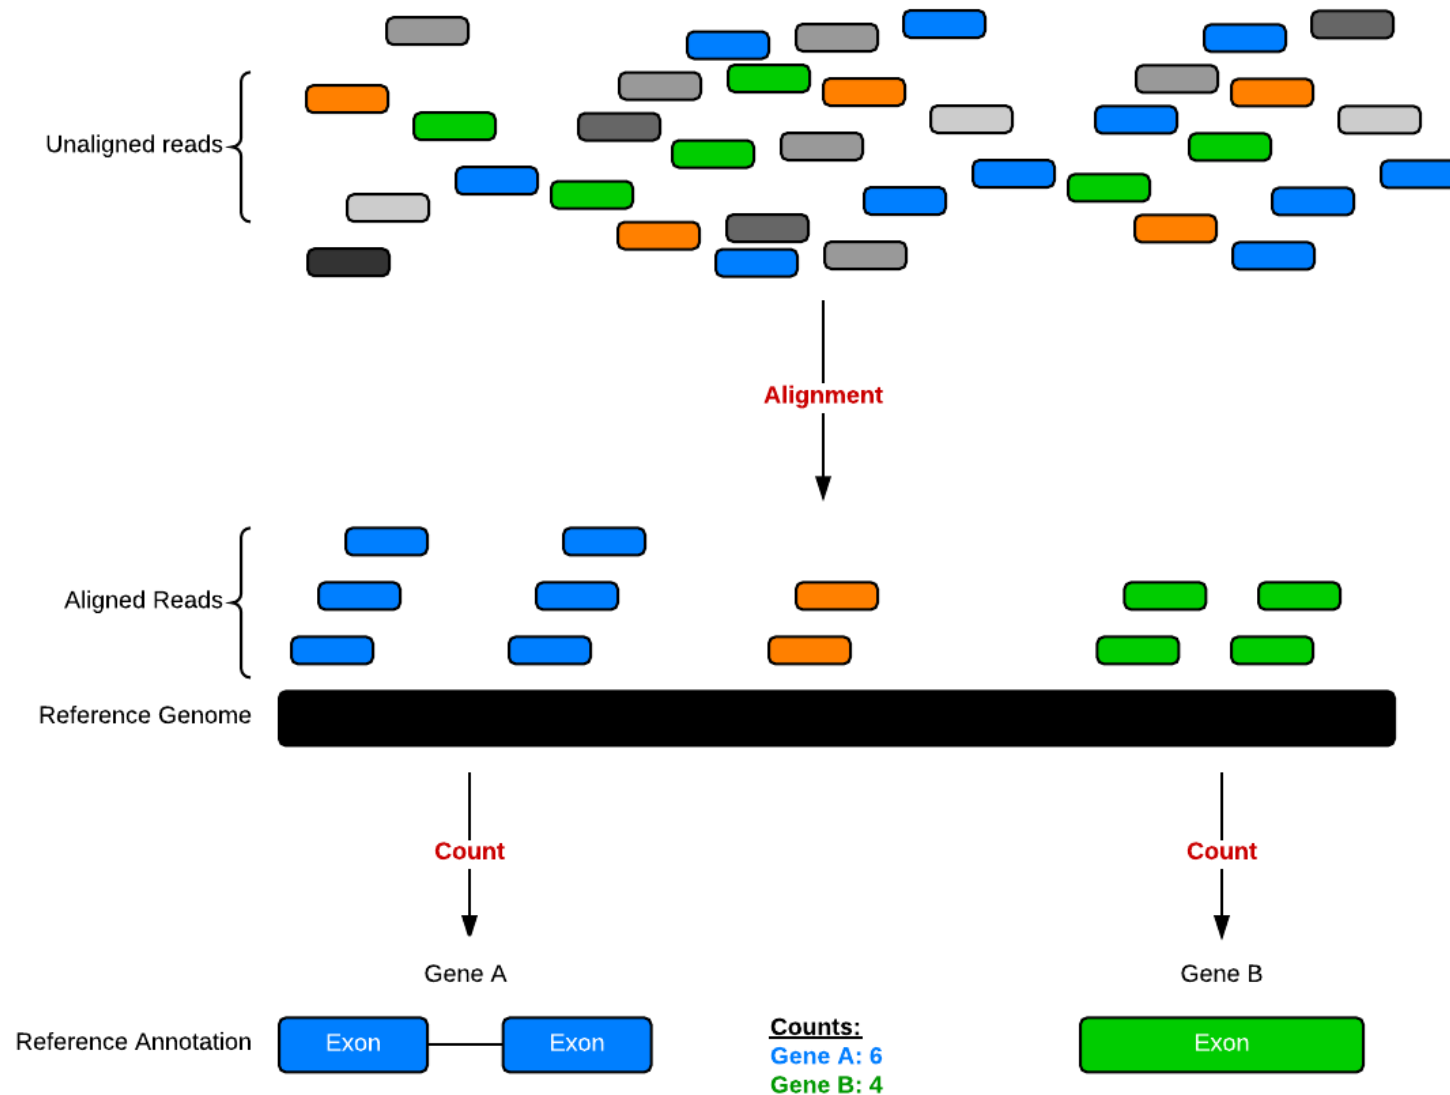 Unaligned reads
Alignment
Aligned Reads
Reference Genome
Count
Count
Gene A
Gene B
Reference Annotation
Exon
Exon
Exon
Counts:
Gene A: 6
Gene B: 4